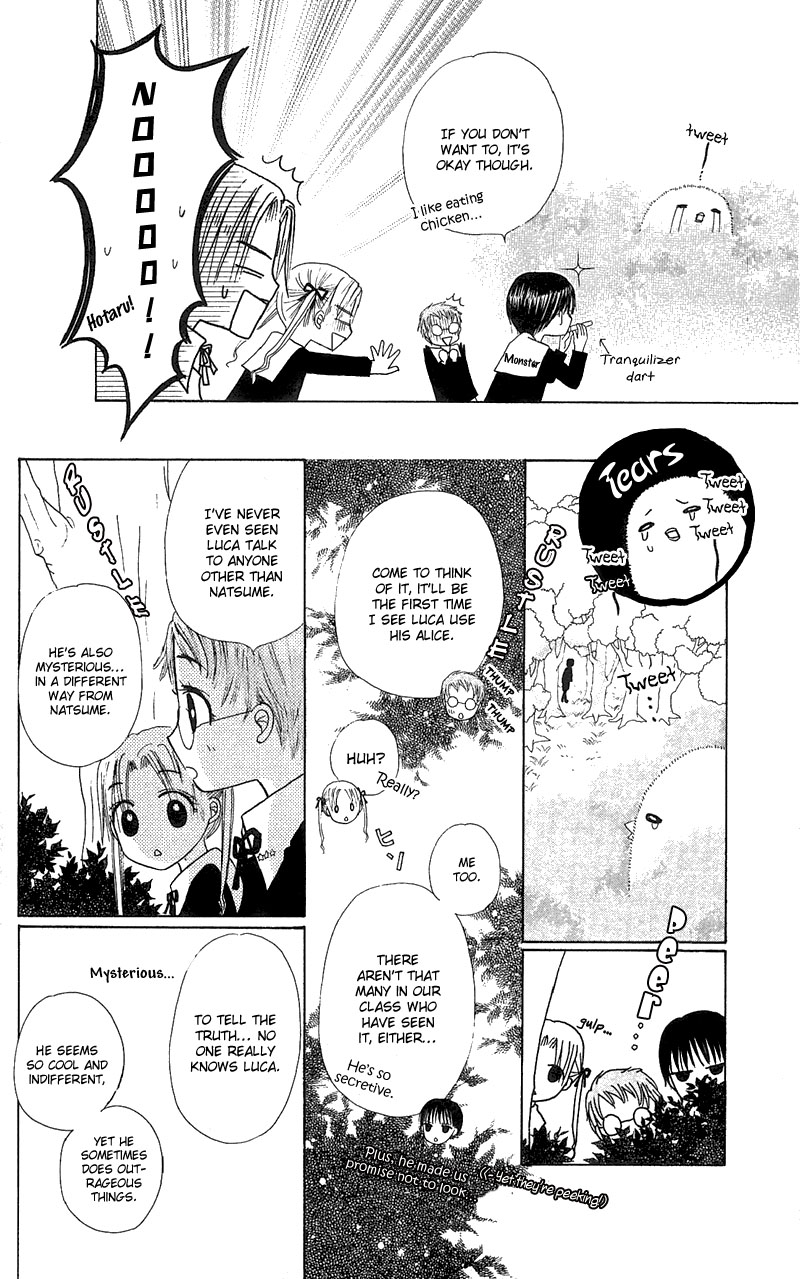 tweet
IF YOU DON'T
WANT TO, IT'S
OKAY THOUGH.
I like eating
chicken...
NOOOOOO!!
Hotaru!
Monster
Tranquilizer
dart
Tears
Tweet
Tweet
Tweet
Tweet
Tweet
Tweet
RUSTLE
peer...
gulp...
COME TO THINK
OF IT, IT'LL BE
THE FIRST TIME
I SEE LUCA USE
HIS ALICE.
THUMP
THUMP
HUH?
Really?
ヒソ
ME
TOO.
THERE
AREN'T THAT
MANY IN OUR
CLASS WHO
HAVE SEEN
IT, EITHER...
He's so
secretive.
Plus, he made us
promise not to look.
(←Yet they're peeking!)
RUSTLE
I'VE NEVER
EVEN SEEN
LUCA TALK
TO ANYONE
OTHER THAN
NATSUME.
HE'S ALSO
MYSTERIOUS...
IN A DIFFERENT
WAY FROM
NATSUME.
Mysterious...
TO TELL THE
TRUTH... NO
ONE REALLY
KNOWS LUCA.
HE SEEMS
SO COOL AND
INDIFFERENT,
YET HE
SOMETIMES
DOES OUT-
RAGEOUS
THINGS.